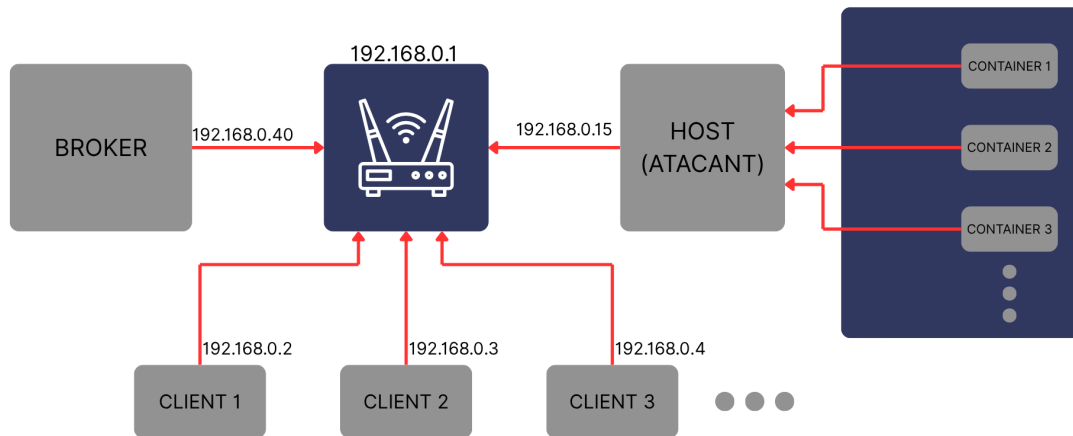 192.168.0.1
BROKER
192.168.0.40
192.168.0.15
HOST
(ATACANT)
CONTAINER 1
CONTAINER 2
CONTAINER 3
192.168.0.2
192.168.0.3
192.168.0.4
CLIENT 1
CLIENT 2
CLIENT 3